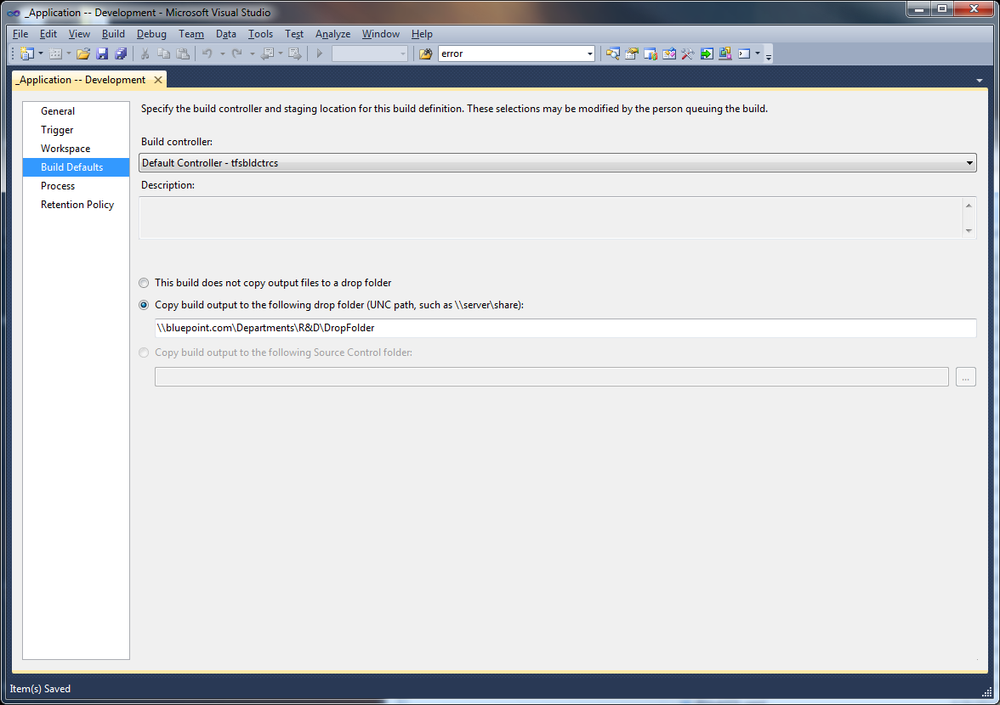 _Application -- Development - Microsoft Visual Studio
File Edit View Build Debug Team Data Tools Test Analyze Window Help
error
_Application -- Development
General
Trigger
Workspace
Build Defaults
Process
Retention Policy
Specify the build controller and staging location for this build definition. These selections may be modified by the person queuing the build.
Build controller:
Default Controller - tfsbldctrcs
Description:
This build does not copy output files to a drop folder
Copy build output to the following drop folder (UNC path, such as \\server\share):
\\bluepoint.com\Departments\R&D\DropFolder
Copy build output to the following Source Control folder:
...
Item(s) Saved